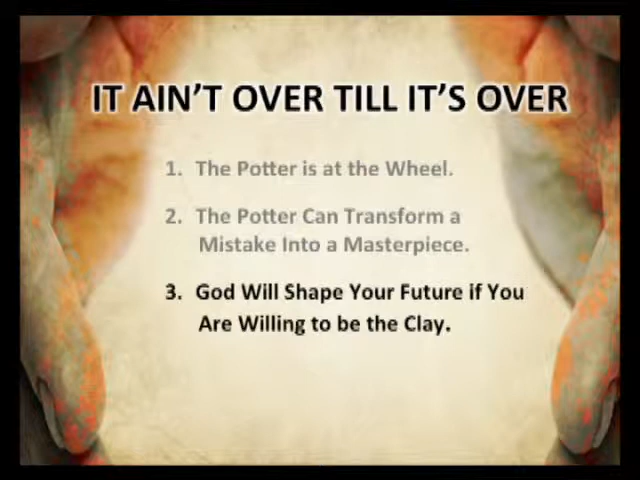 IT AIN'T OVER TILL IT'S OVER
1. The Potter is at the Wheel.
2. The Potter Can Transform a
Mistake Into a Masterpiece.
3. God Will Shape Your Future if You
Are Willing to be the Clay.